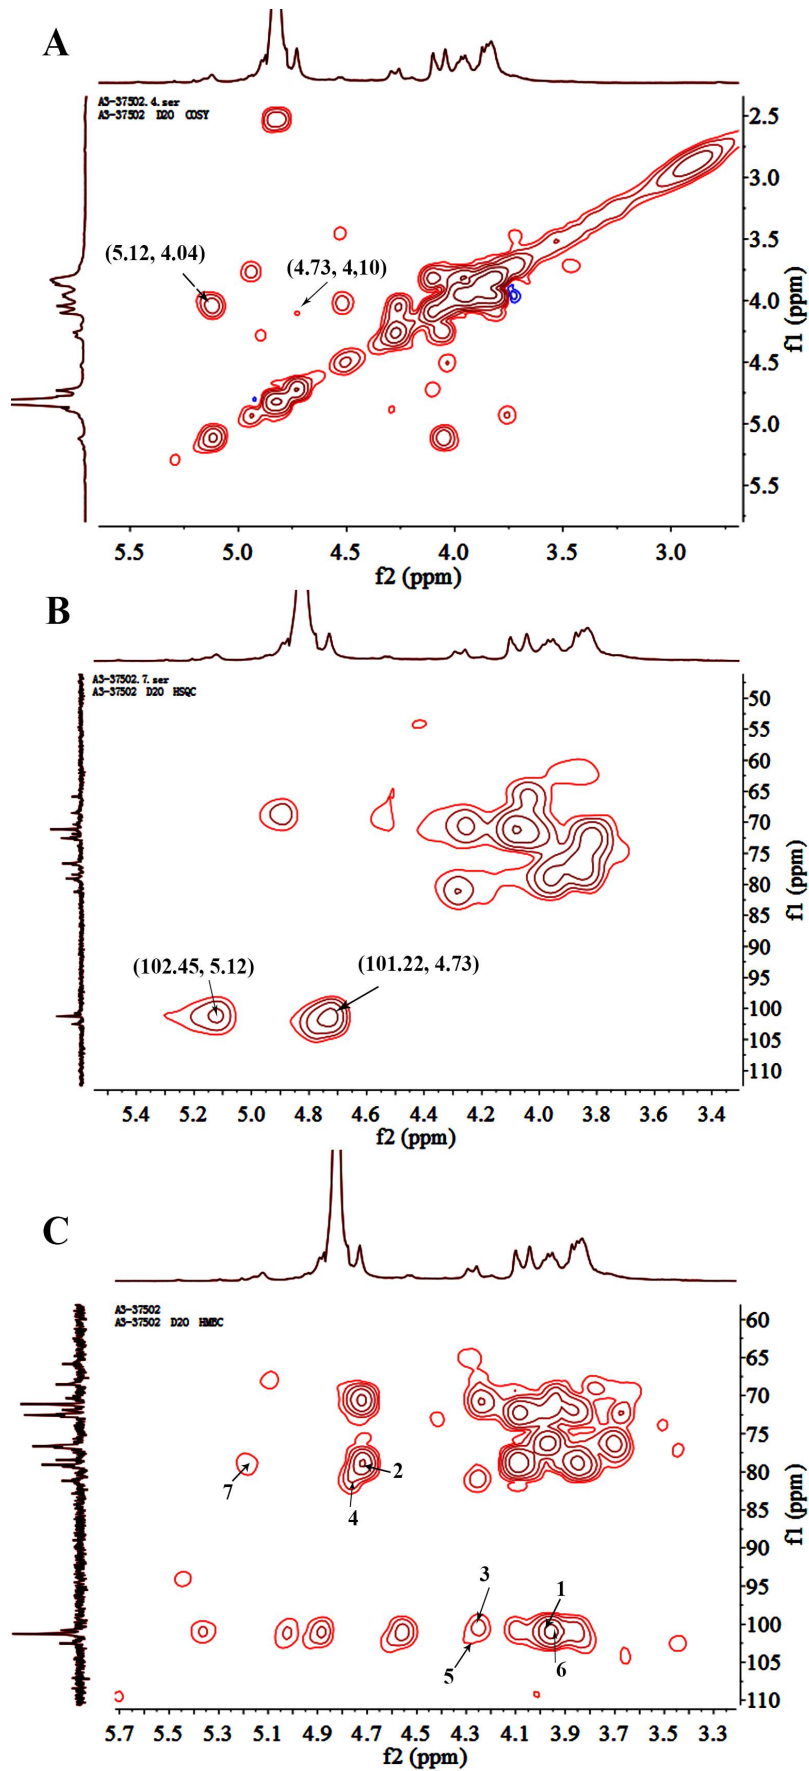 A
A3-37502.4.ser
A3-37502 D2O COSY
(5.12, 4.04)
(4.73, 4,10)
2.5
3.0
3.5
4.0
4.5
5.0
5.5
f1 (ppm)
5.5 5.0 4.5 4.0 3.5 3.0
f2 (ppm)
B
A3-37502.7.ser
A3-37502 D2O HSQC
(102.45, 5.12)
(101.22, 4.73)
50
55
60
65
70
75
80
85
90
95
100
105
110
f1 (ppm)
5.4 5.2 5.0 4.8 4.6 4.4 4.2 4.0 3.8 3.6 3.4
f2 (ppm)
C
A3-37502
A3-37502 D2O HMBC
7
2
4
3
1
5
6
60
65
70
75
80
85
90
95
100
105
110
f1 (ppm)
5.7 5.5 5.3 5.1 4.9 4.7 4.5 4.3 4.1 3.9 3.7 3.5 3.3
f2 (ppm)